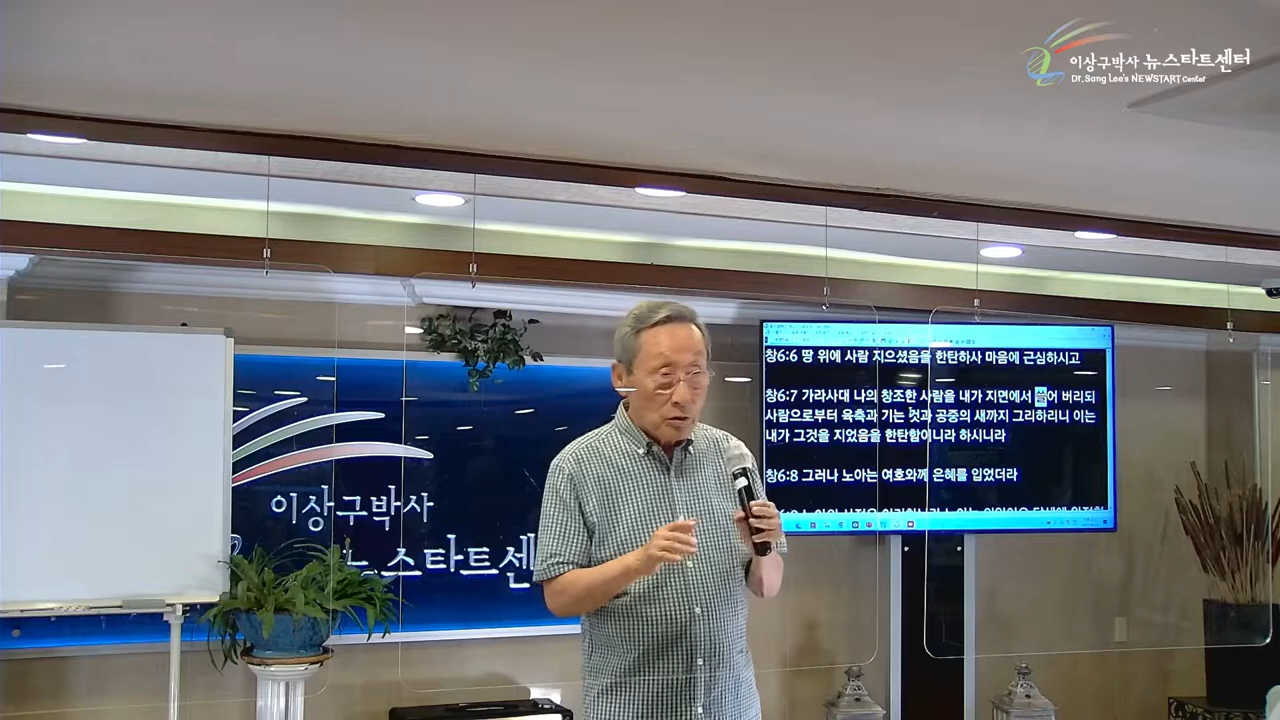 이상구박사 뉴스타트센터
Dr. Sang Lee's NEWSTART Center
창6:6 땅 위에 사람 지으셨음을 한탄하사 마음에 근심하시고
창6:7 가라사대 나의 창조한 사람을 내가 지면에서 쓸어 버리되
사람으로부터 육축과 기는 것과 공중의 새까지 그리하리니 이는
내가 그것을 지었음을 한탄함이니라 하시니라
창6:8 그러나 노아는 여호와께 은혜를 입었더라
이상구박사
뉴스타트센